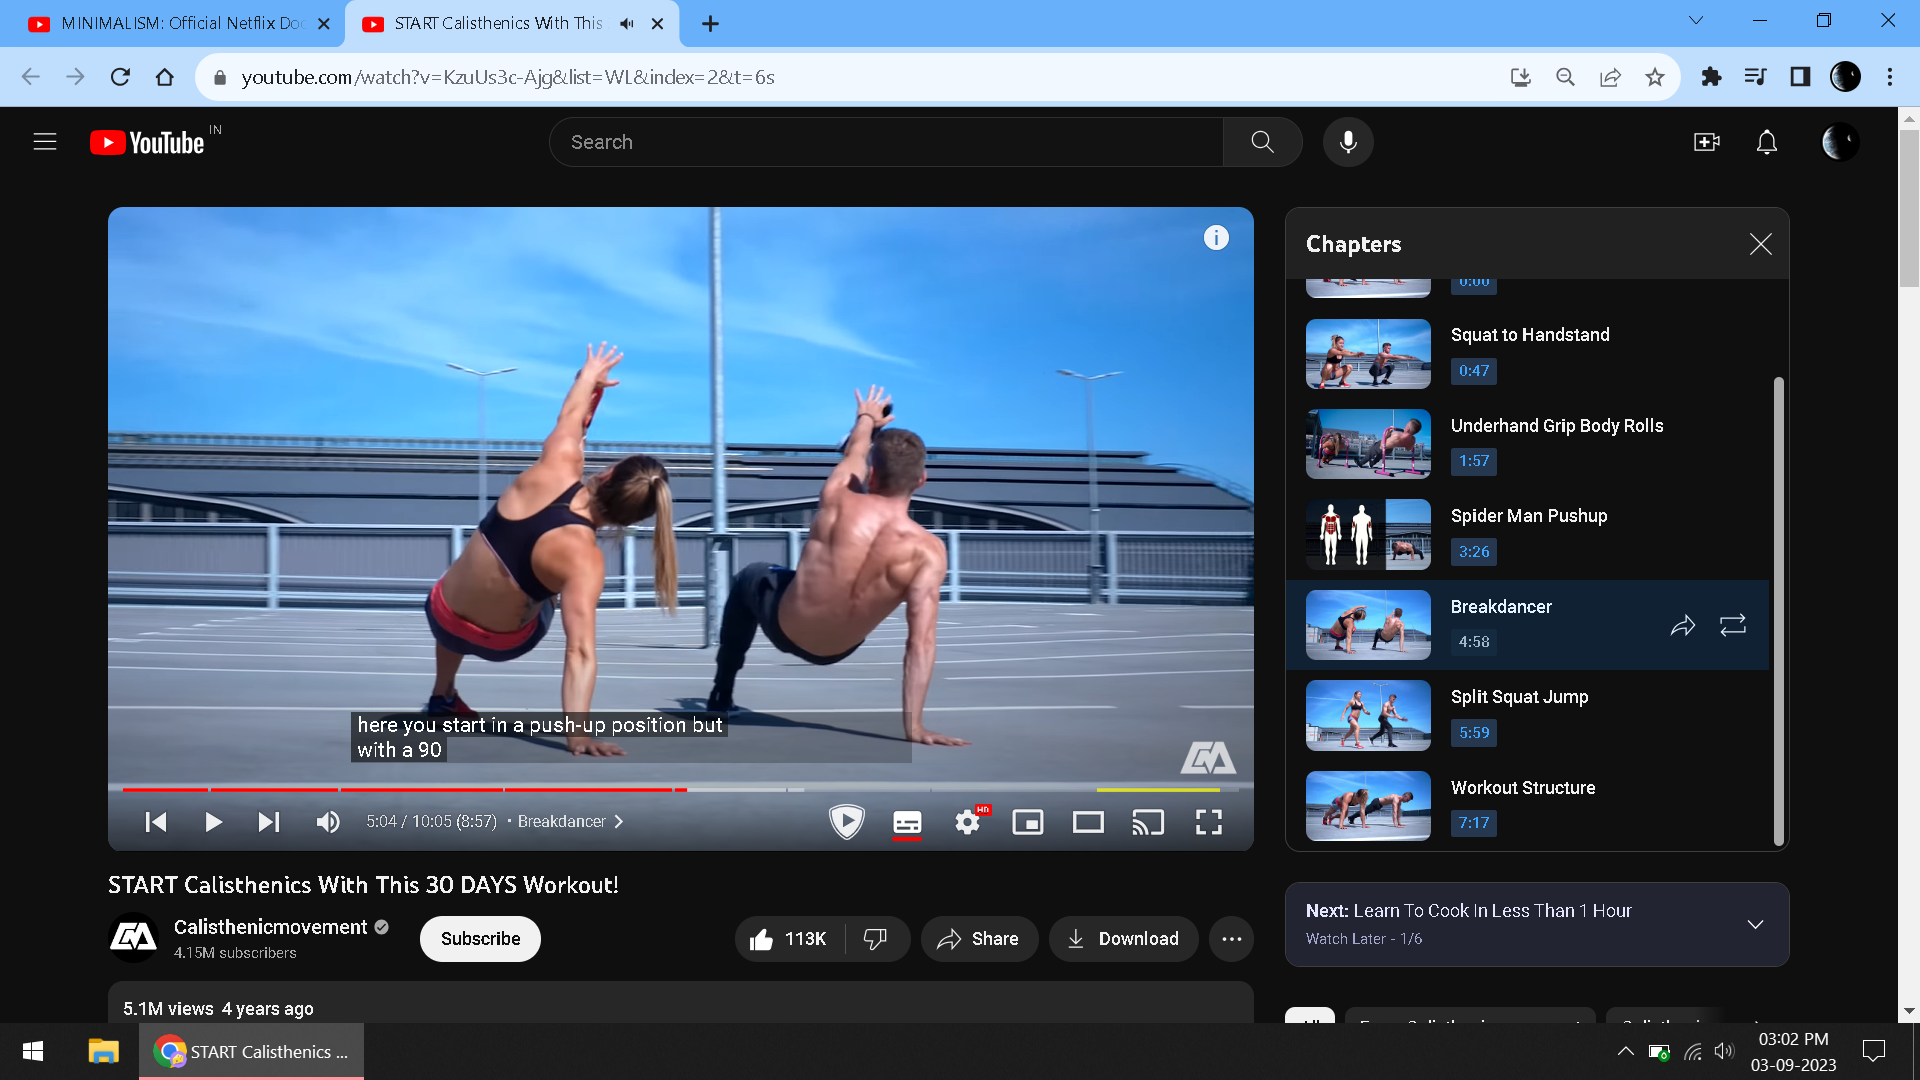 MINIMALISM: Official Netflix Doc
START Calisthenics With This
youtube.com/watch?v=KzuUs3c-Ajg&list=WL&index=2&t=6s
YouTube IN
Search
here you start in a push-up position but
with a 90
CA
HD
5:04 / 10:05 (8:57) • Breakdancer
START Calisthenics With This 30 DAYS Workout!
CA
Calisthenicmovement
4.15M subscribers
Subscribe
113K
Share
Download
5.1M views 4 years ago
Chapters
0:00
Squat to Handstand
0:47
Underhand Grip Body Rolls
1:57
Spider Man Pushup
3:26
Breakdancer
4:58
Split Squat Jump
5:59
Workout Structure
7:17
Next: Learn To Cook In Less Than 1 Hour
Watch Later - 1/6
START Calisthenics ...
03:02 PM
03-09-2023